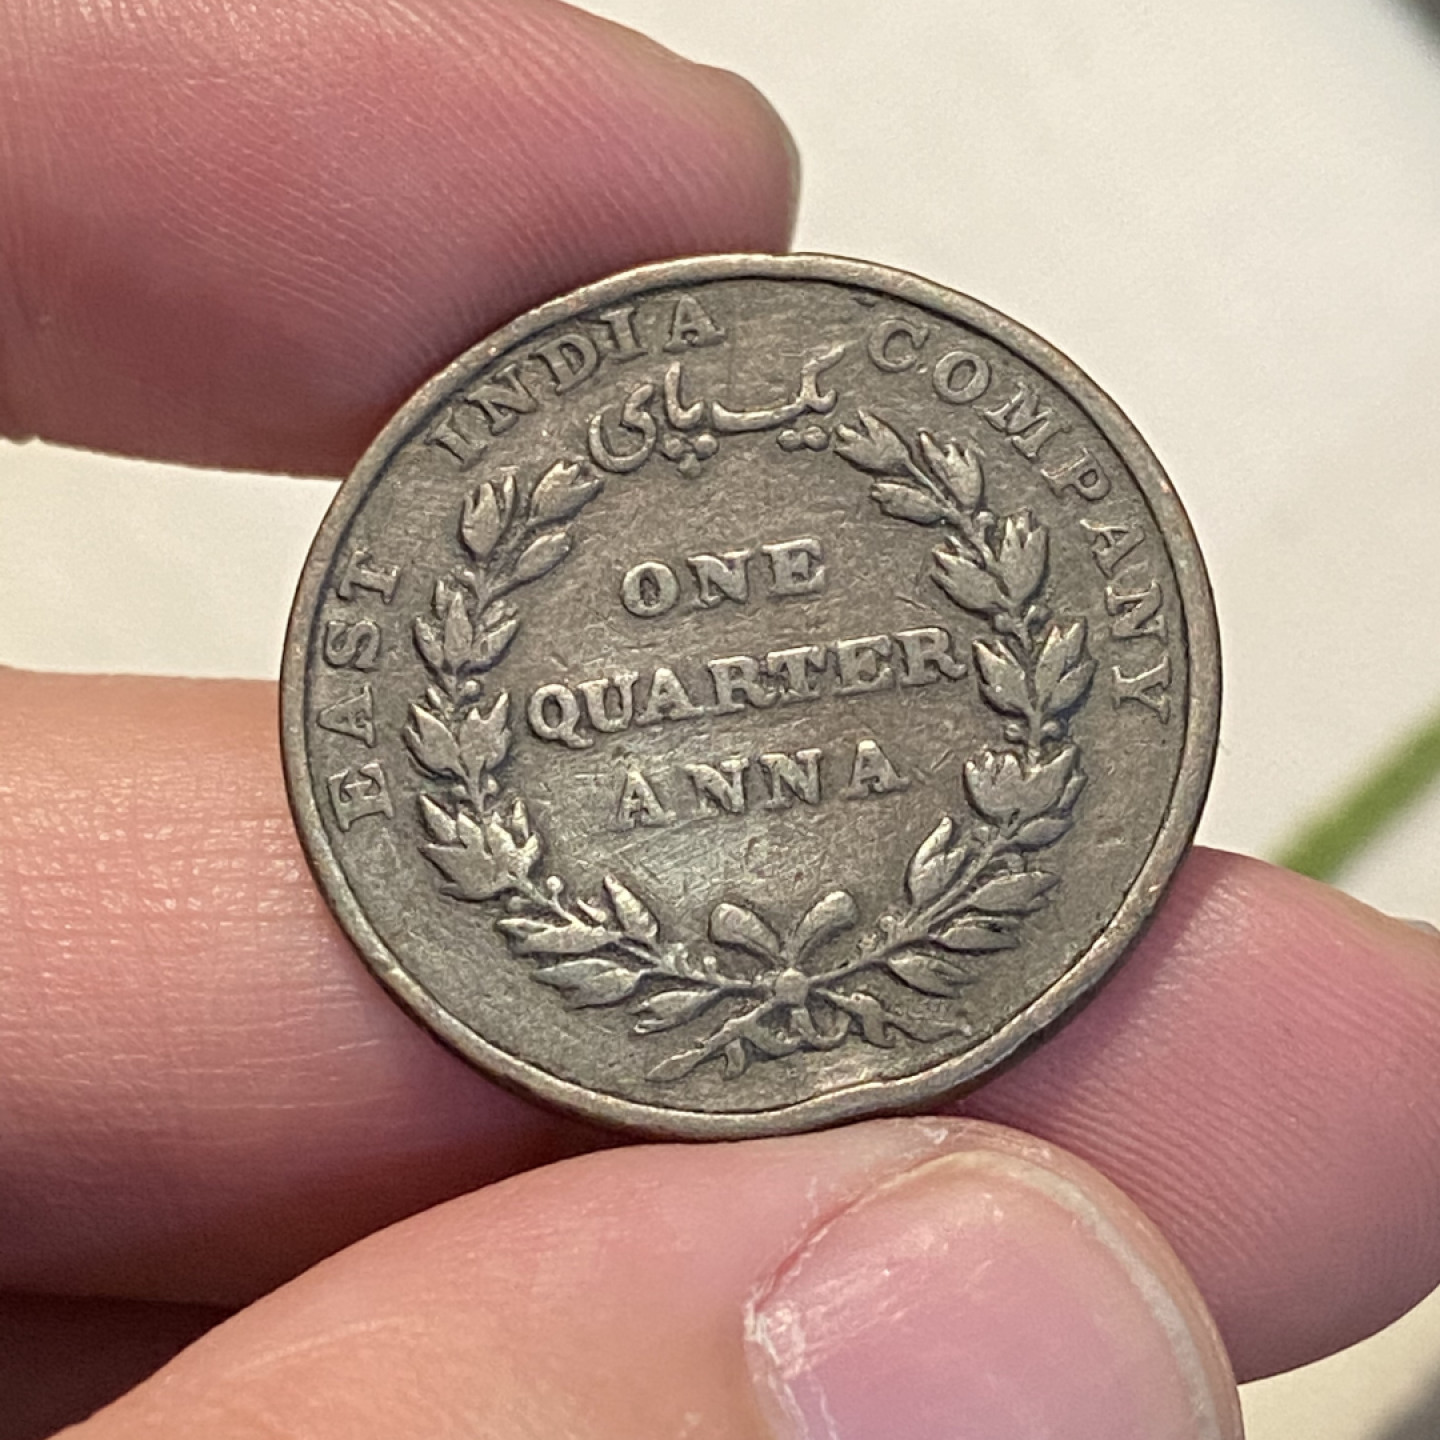 EAST INDIA COMPANY
یک پای
ONE
QUARTER
ANNA